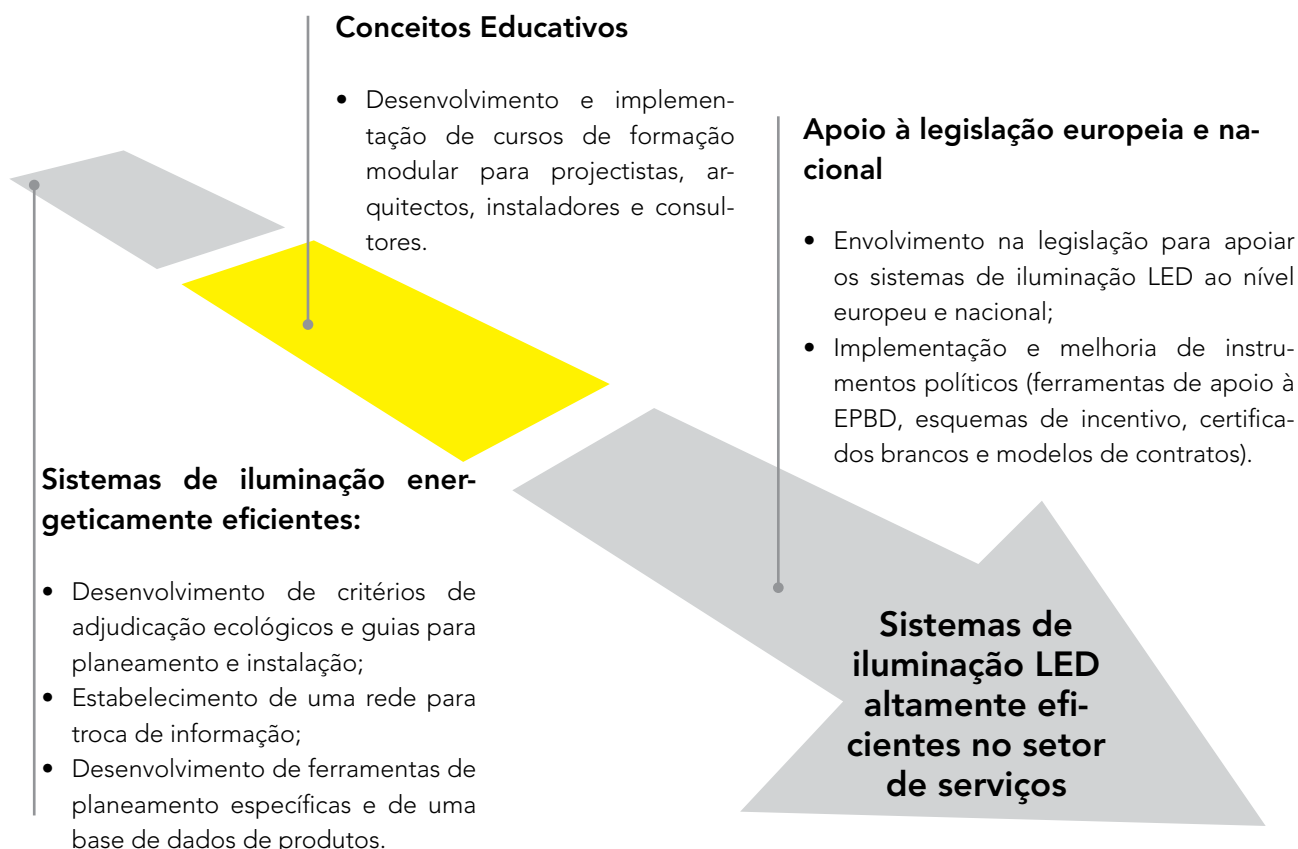 Conceitos Educativos
• Desenvolvimento e implemen-
tação de cursos de formação
modular para projectistas, ar-
quitectos, instaladores e consul-
tores.
Apoio à legislação europeia e na-
cional
• Envolvimento na legislação para apoiar
os sistemas de iluminação LED ao nível
europeu e nacional;
• Implementação e melhoria de instru-
mentos políticos (ferramentas de apoio à
EPBD, esquemas de incentivo, certifica-
dos brancos e modelos de contratos).
Sistemas de iluminação ener-
geticamente eficientes:
• Desenvolvimento de critérios de
adjudicação ecológicos e guias para
planeamento e instalação;
• Estabelecimento de uma rede para
troca de informação;
• Desenvolvimento de ferramentas de
planeamento específicas e de uma
base de dados de produtos.
Sistemas de
iluminação LED
altamente efi-
cientes no setor
de serviços